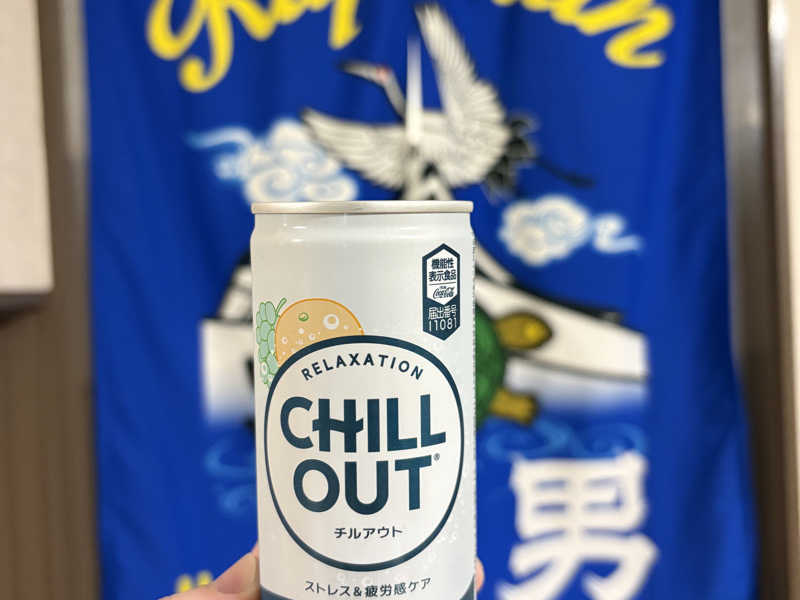 機能性
表示食品
Coca-Cola
届出番号
I1081
RELAXATION
CHILL
OUT®
チルアウト
ストレス&疲労感ケア
男